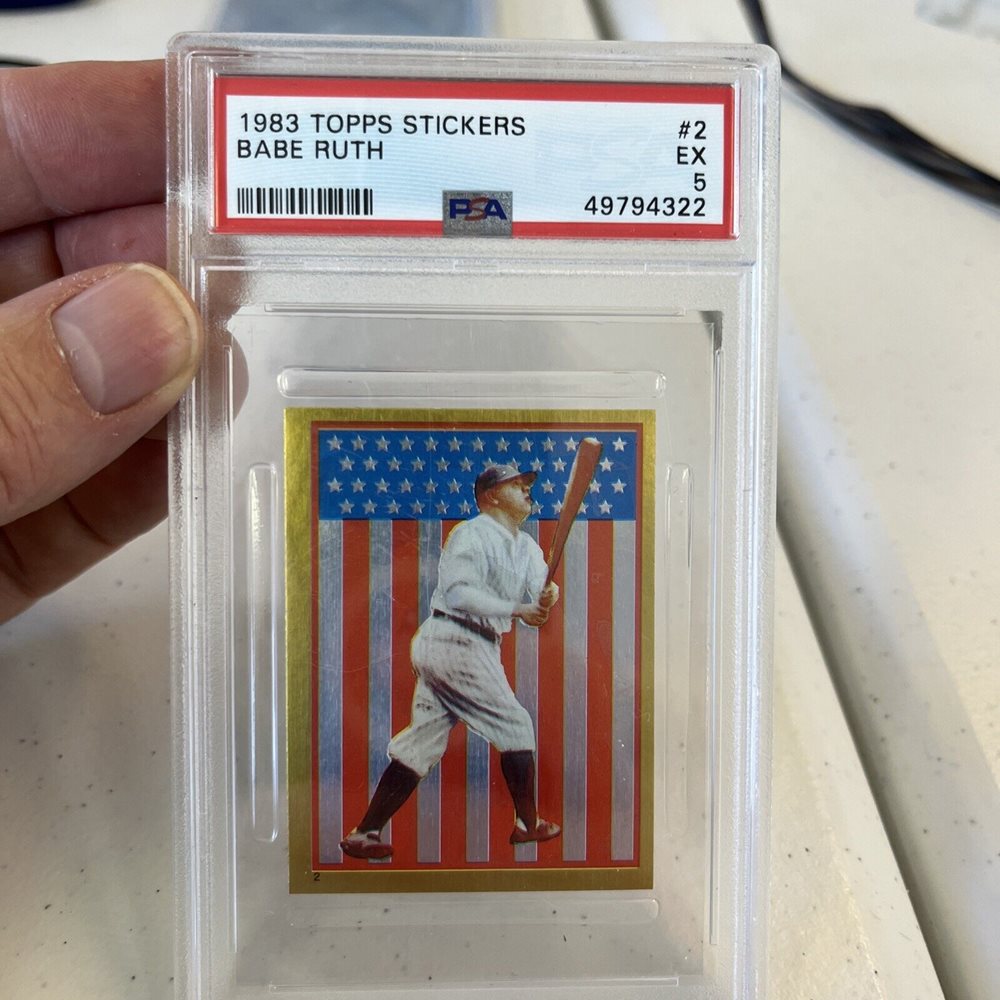 1983 TOPPS STICKERS #2
BABE RUTH EX
5
PSA 49794322
2